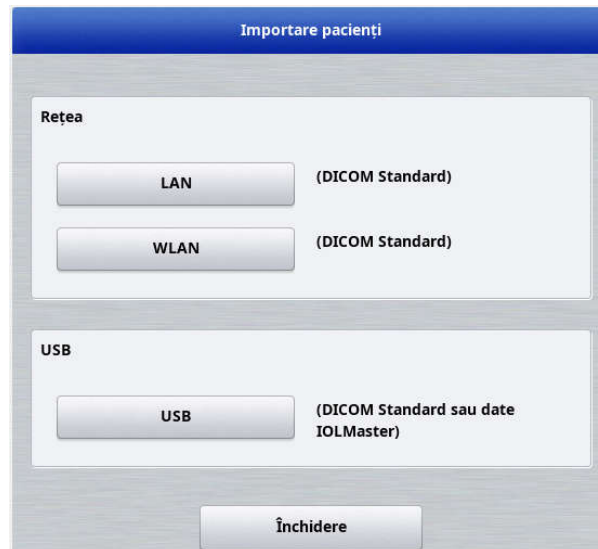 Importare pacienți
Rețea
LAN
(DICOM Standard)
WLAN
(DICOM Standard)
USB
USB
(DICOM Standard sau date
IOLMaster)
Închidere